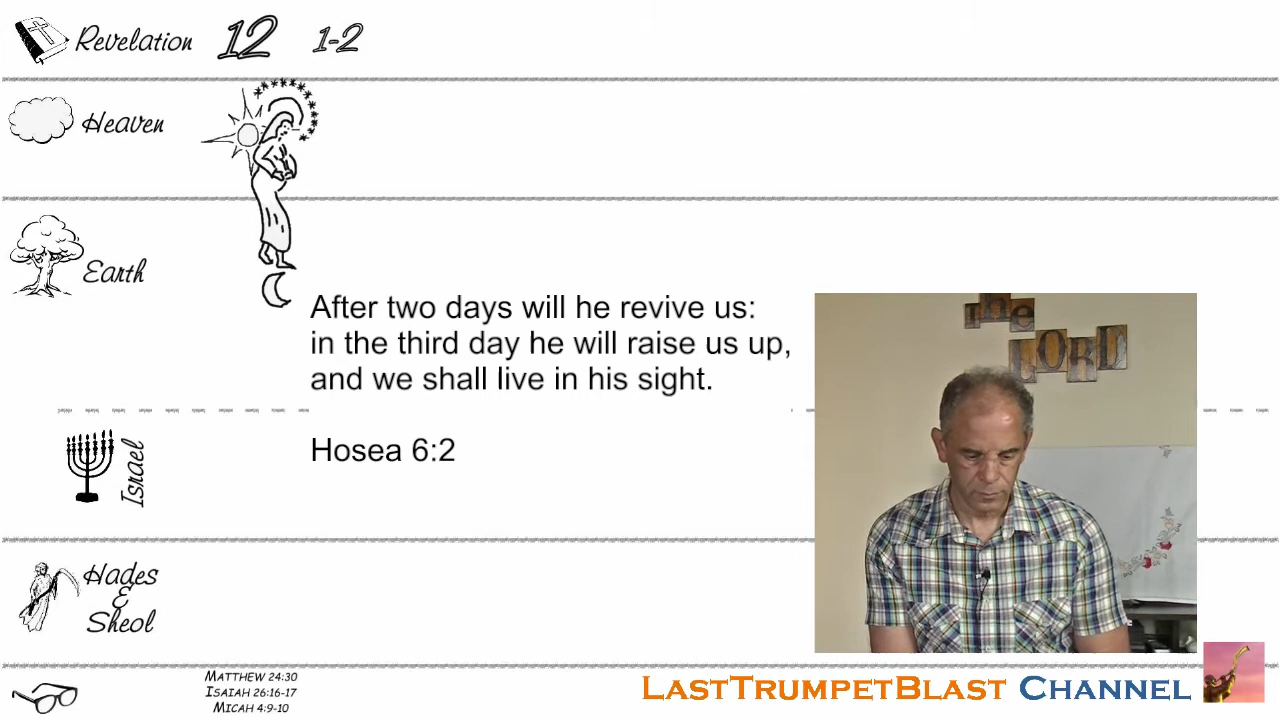 Revelation 12 1-2
Heaven
Earth
After two days will he revive us:
in the third day he will raise us up,
and we shall live in his sight.
Hosea 6:2
Israel
Hades
&
Sheol
The
LORD
MATTHEW 24:30
ISAIAH 26:16-17
MICAH 4:9-10
LASTTRUMPETBLAST CHANNEL